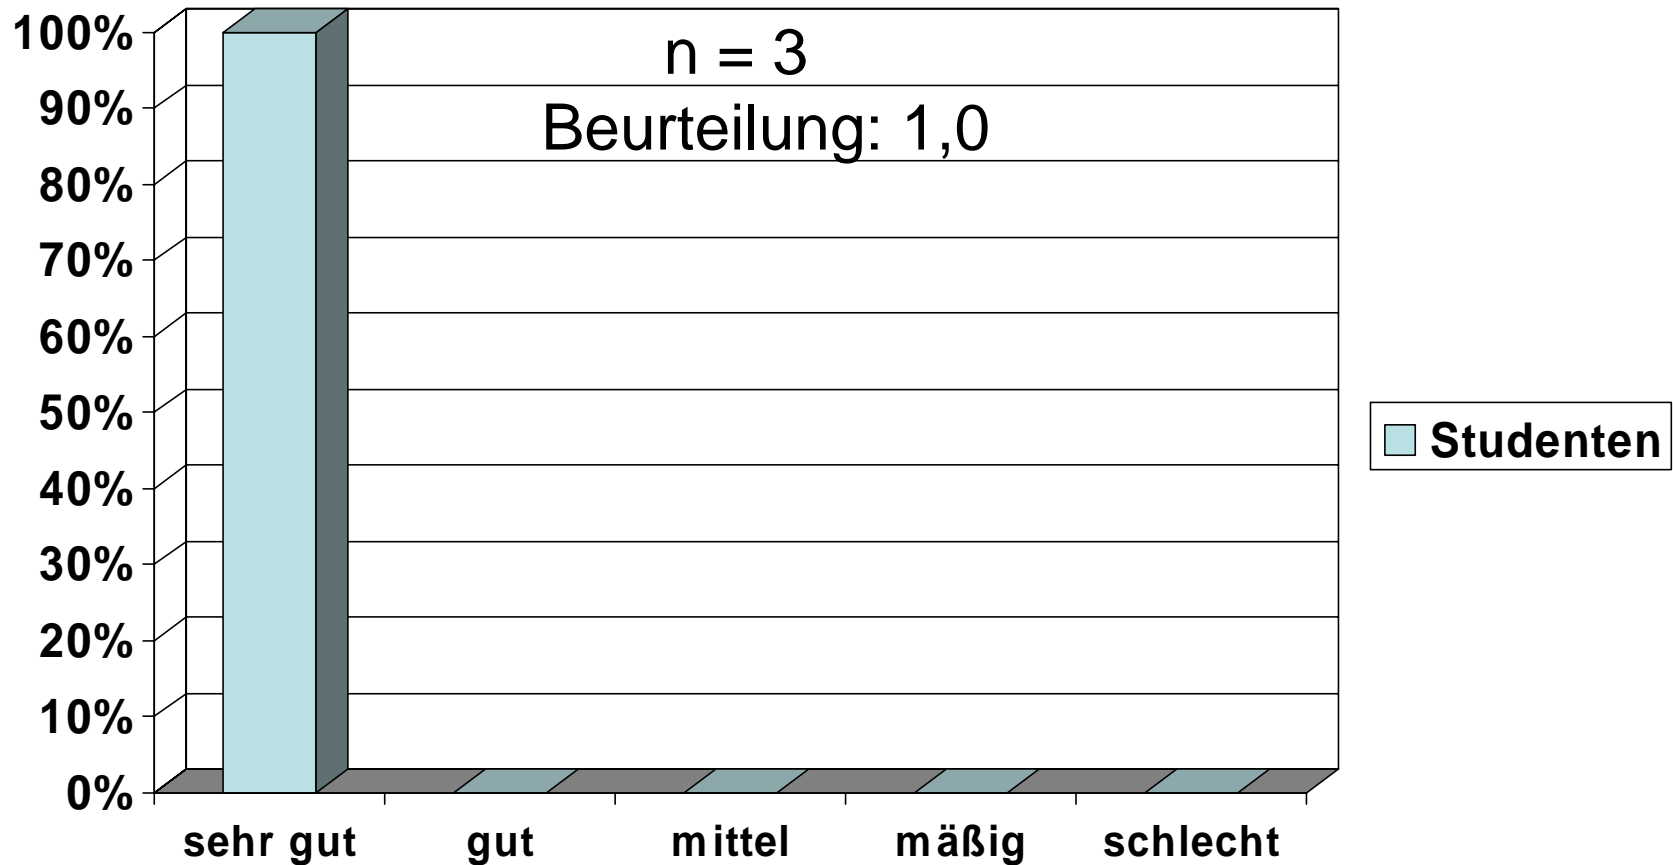 n = 3
Beurteilung: 1,0
100%
90%
80%
70%
60%
50%
40%
30%
20%
10%
0%
sehr gut gut mittel mäßig schlecht
Studenten